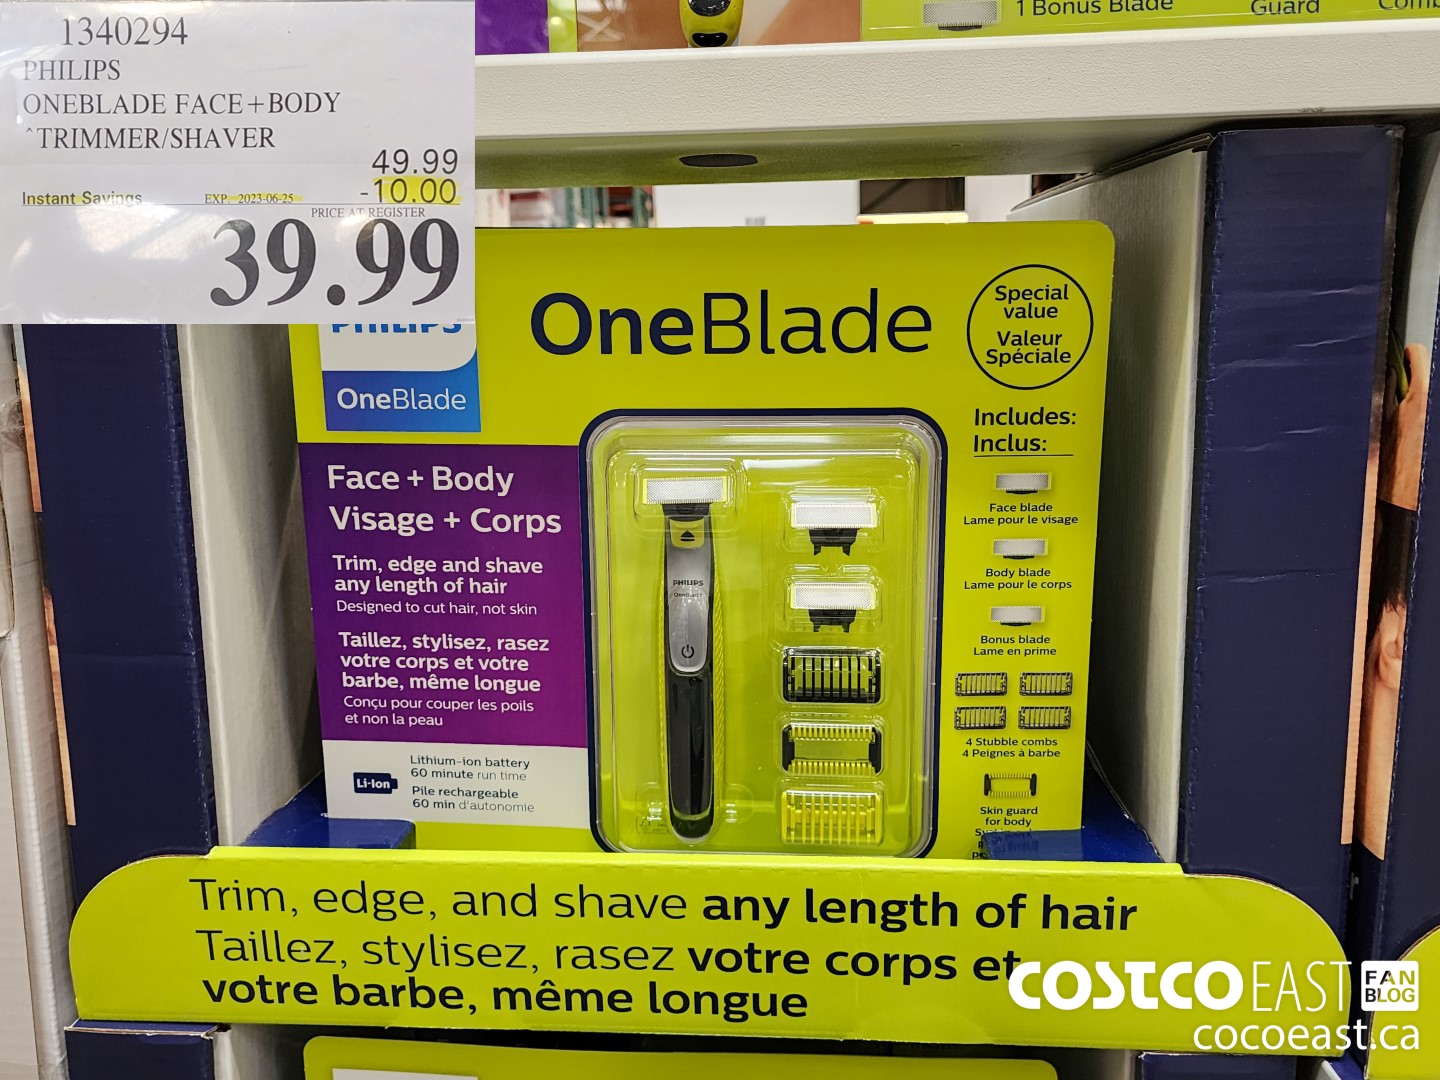 1 Bonus Blade
Guard
1340294
PHILIPS
ONEBLADE FACE+BODY
^TRIMMER/SHAVER
49.99
Instant Savings EXP. 2023-06-25 -10.00
PRICE AT REGISTER
39.99
PHILIPS
OneBlade
OneBlade
Special
value
Valeur
Spéciale
Includes:
Inclus:
Face + Body
Visage + Corps
Trim, edge and shave
any length of hair
Designed to cut hair, not skin
Taillez, stylisez, rasez
votre corps et votre
barbe, même longue
Conçu pour couper les poils
et non la peau
Li-Ion
Lithium-ion battery
60 minute run time
Pile rechargeable
60 min d'autonomie
PHILIPS
OneBlade
Face blade
Lame pour le visage
Body blade
Lame pour le corps
Bonus blade
Lame en prime
4 Stubble combs
4 Peignes à barbe
Skin guard
for body
Trim, edge, and shave any length of hair
Taillez, stylisez, rasez votre corps et
votre barbe, même longue
COSTCO EAST FAN
BLOG
cocoeast.ca